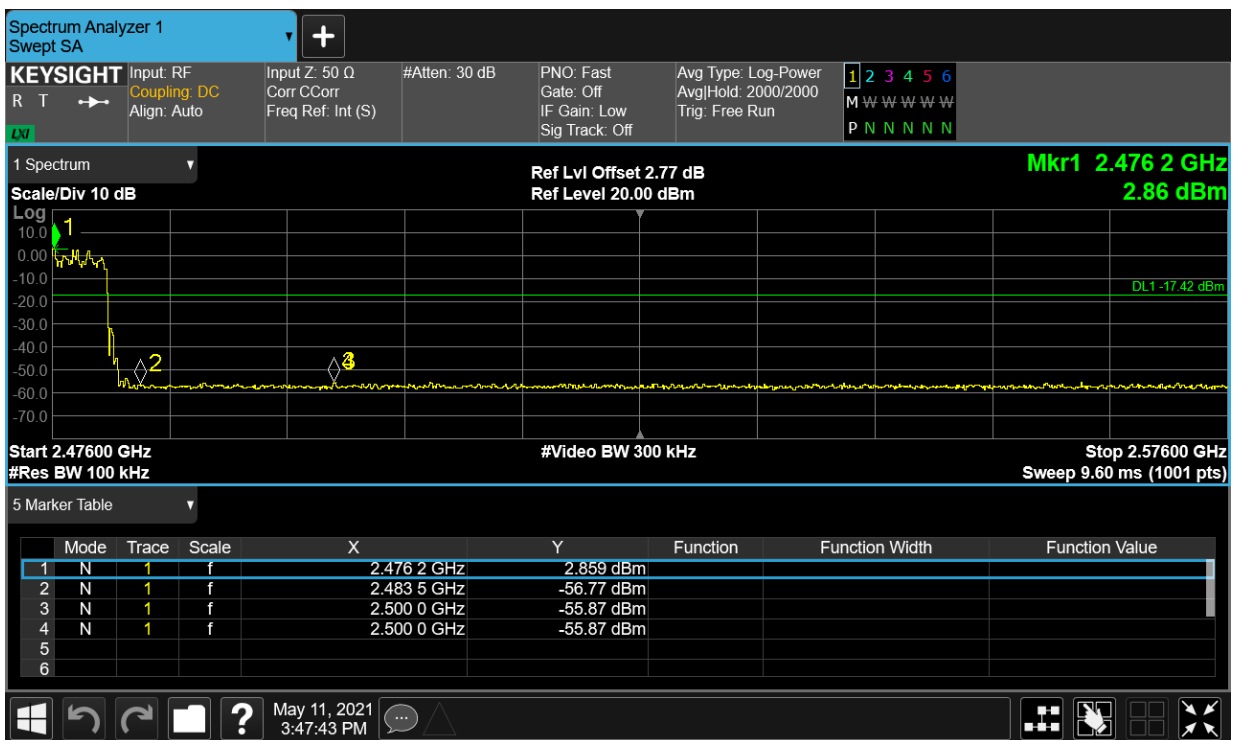 Spectrum Analyzer 1
Swept SA
KEYSIGHT
R T
LXI
Input: RF
Coupling: DC
Align: Auto
Input Z: 50 Ω
Corr CCorr
Freq Ref: Int (S)
#Atten: 30 dB
PNO: Fast
Gate: Off
IF Gain: Low
Sig Track: Off
Avg Type: Log-Power
Avg|Hold: 2000/2000
Trig: Free Run
1 2 3 4 5 6
M W W W W W
P N N N N N
1 Spectrum
Scale/Div 10 dB
Ref Lvl Offset 2.77 dB
Ref Level 20.00 dBm
Mkr1 2.476 2 GHz
2.86 dBm
Log
10.0
0.00
-10.0
-20.0
-30.0
-40.0
-50.0
-60.0
-70.0
1
2
DL1 -17.42 dBm
Start 2.47600 GHz
#Res BW 100 kHz
#Video BW 300 kHz
Stop 2.57600 GHz
Sweep 9.60 ms (1001 pts)
5 Marker Table
Mode Trace Scale X Y Function Function Width Function Value
1 N 1 f 2.476 2 GHz 2.859 dBm
2 N 1 f 2.483 5 GHz -56.77 dBm
3 N 1 f 2.500 0 GHz -55.87 dBm
4 N 1 f 2.500 0 GHz -55.87 dBm
5
6
?
May 11, 2021
3:47:43 PM